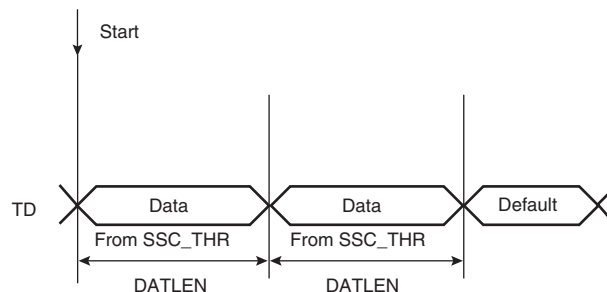 Start
TD
Data
Data
Default
From SSC_THR
From SSC_THR
DATLEN
DATLEN